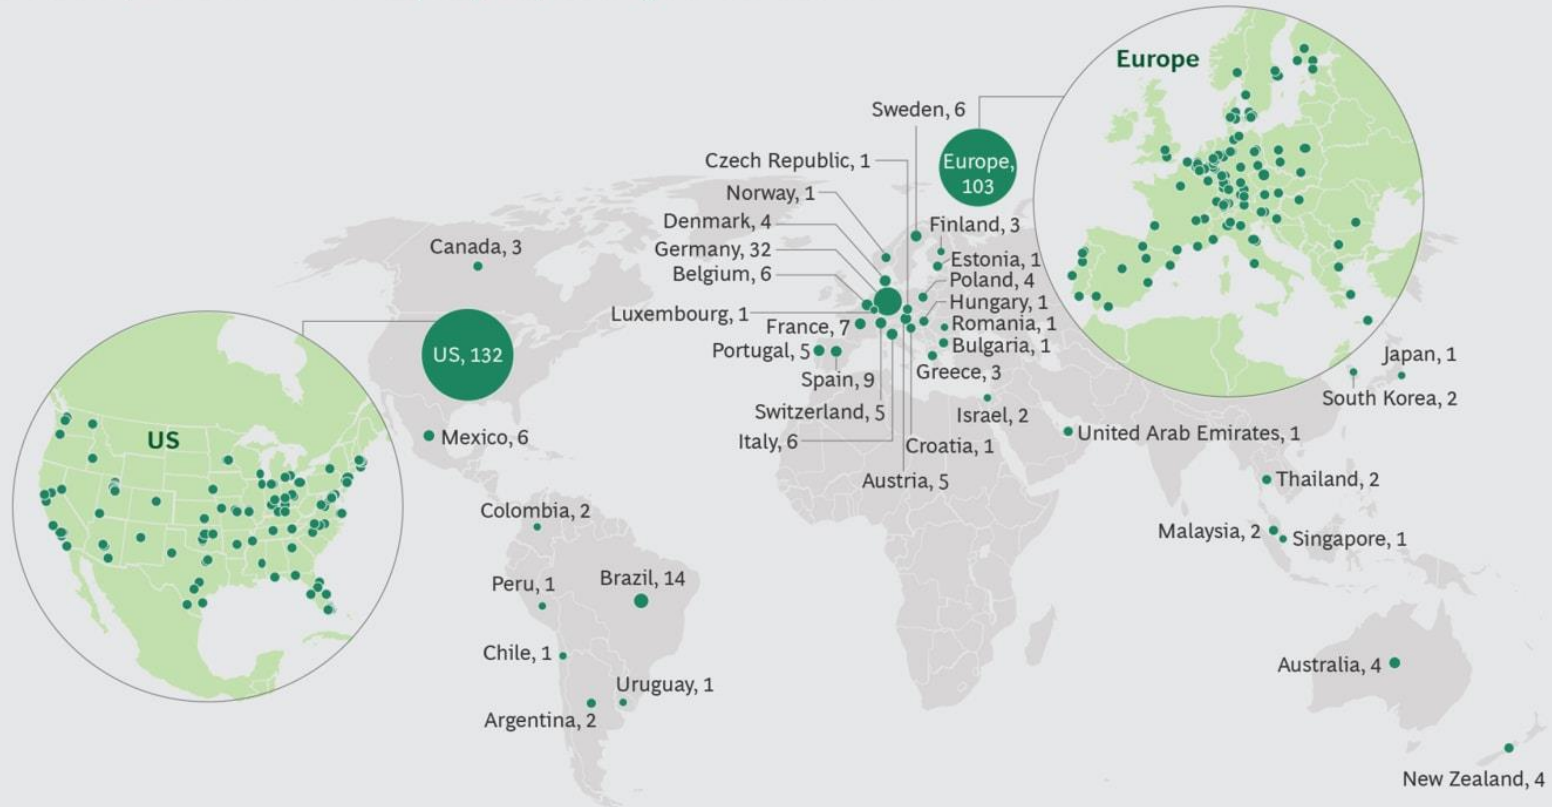 Europe
Sweden, 6
Czech Republic, 1
Europe,
103
Norway, 1
Denmark, 4
Finland, 3
Canada, 3
Germany, 32
Estonia, 1
Belgium, 6
Poland, 4
Hungary, 1
Luxembourg, 1
Romania, 1
France, 7
Bulgaria, 1
Portugal, 5
US, 132
Greece, 3
Spain, 9
Japan, 1
South Korea, 2
Switzerland, 5
Israel, 2
US
Mexico, 6
Italy, 6
Croatia, 1
United Arab Emirates, 1
Austria, 5
Thailand, 2
Colombia, 2
Malaysia, 2
Singapore, 1
Peru, 1
Brazil, 14
Chile, 1
Australia, 4
Uruguay, 1
Argentina, 2
New Zealand, 4